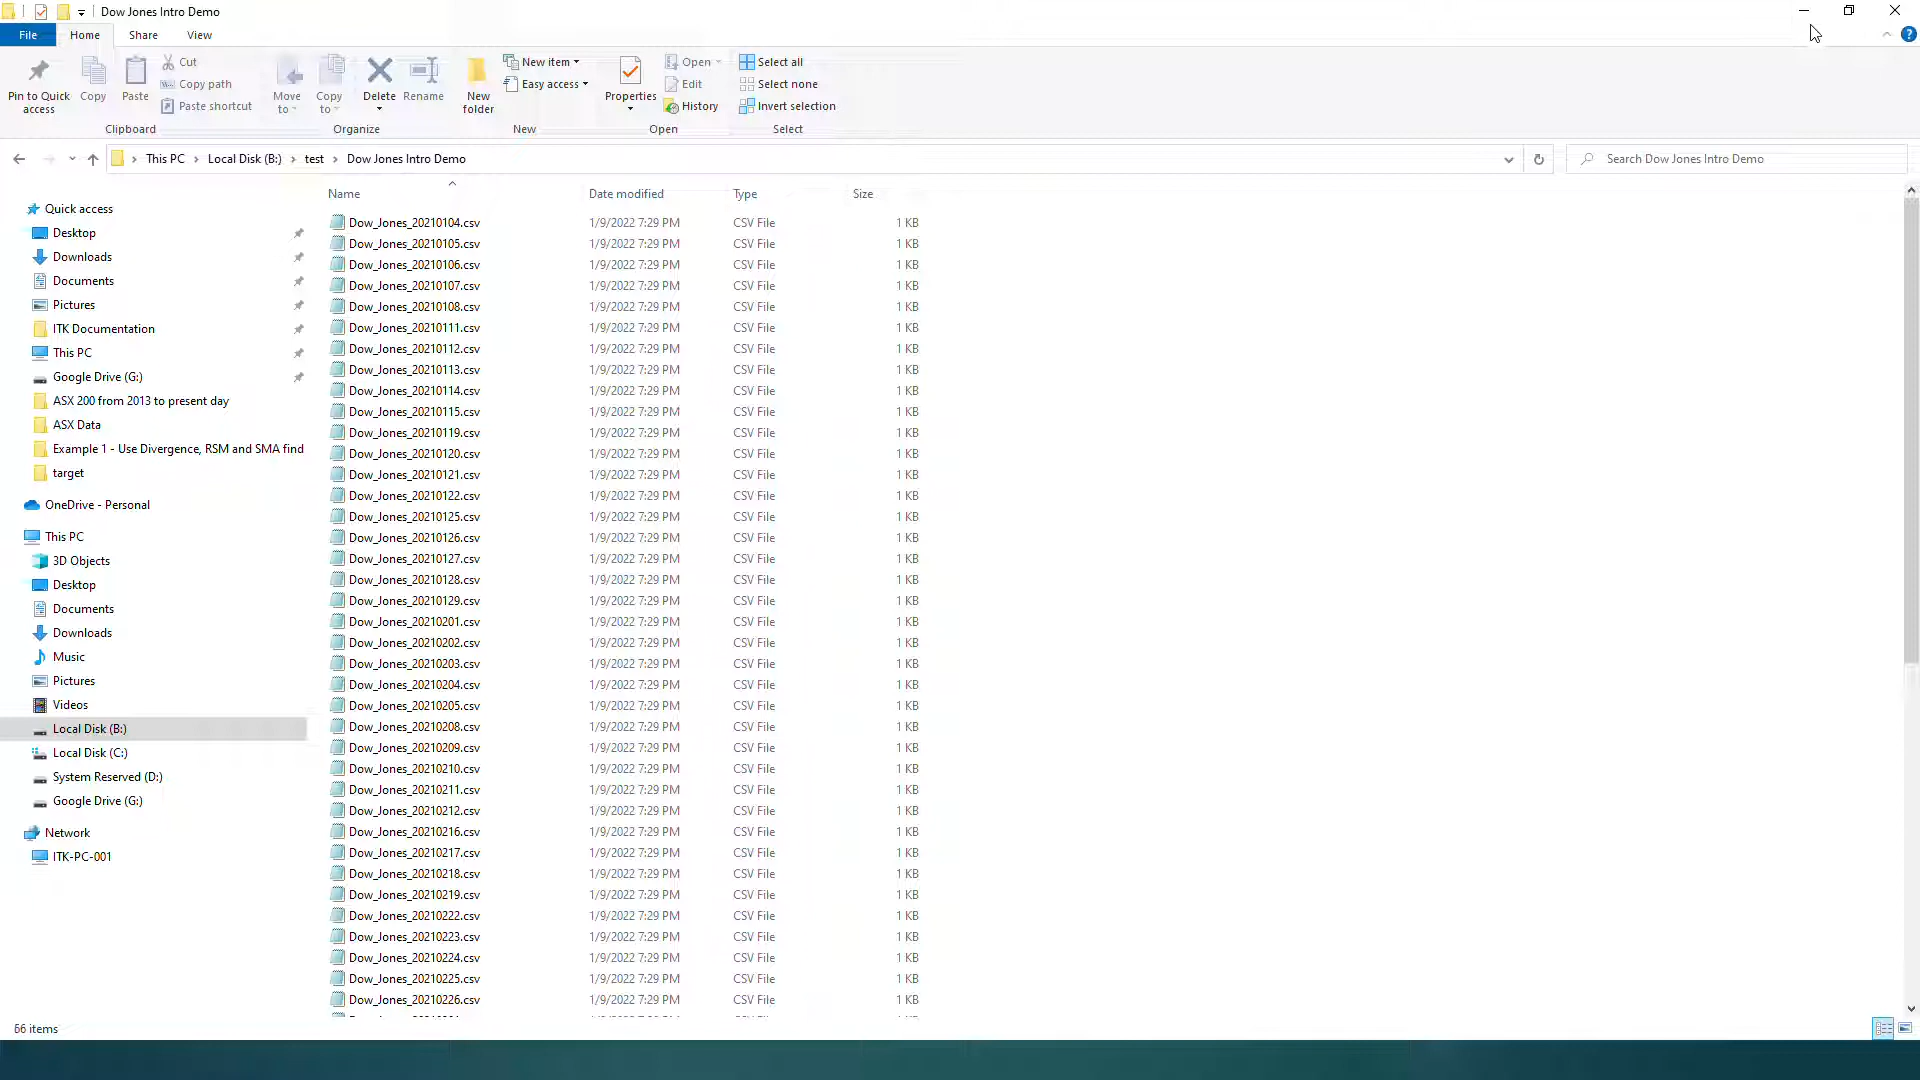 Dow Jones Intro Demo
File Home Share View
Pin to Quick access
Copy
Paste
Cut
Copy path
Paste shortcut
Clipboard
Move to
Copy to
Delete
Rename
Organize
New folder
New item
Easy access
New
Properties
Open
Edit
History
Open
Select all
Select none
Invert selection
Select
This PC › Local Disk (B:) › test › Dow Jones Intro Demo
Search Dow Jones Intro Demo
Quick access
Desktop
Downloads
Documents
Pictures
ITK Documentation
This PC
Google Drive (G:)
ASX 200 from 2013 to present day
ASX Data
Example 1 - Use Divergence, RSM and SMA find
target
OneDrive - Personal
This PC
3D Objects
Desktop
Documents
Downloads
Music
Pictures
Videos
Local Disk (B:)
Local Disk (C:)
System Reserved (D:)
Google Drive (G:)
Network
ITK-PC-001
Name Date modified Type Size
Dow_Jones_20210104.csv 1/9/2022 7:29 PM CSV File 1 KB
Dow_Jones_20210105.csv 1/9/2022 7:29 PM CSV File 1 KB
Dow_Jones_20210106.csv 1/9/2022 7:29 PM CSV File 1 KB
Dow_Jones_20210107.csv 1/9/2022 7:29 PM CSV File 1 KB
Dow_Jones_20210108.csv 1/9/2022 7:29 PM CSV File 1 KB
Dow_Jones_20210111.csv 1/9/2022 7:29 PM CSV File 1 KB
Dow_Jones_20210112.csv 1/9/2022 7:29 PM CSV File 1 KB
Dow_Jones_20210113.csv 1/9/2022 7:29 PM CSV File 1 KB
Dow_Jones_20210114.csv 1/9/2022 7:29 PM CSV File 1 KB
Dow_Jones_20210115.csv 1/9/2022 7:29 PM CSV File 1 KB
Dow_Jones_20210119.csv 1/9/2022 7:29 PM CSV File 1 KB
Dow_Jones_20210120.csv 1/9/2022 7:29 PM CSV File 1 KB
Dow_Jones_20210121.csv 1/9/2022 7:29 PM CSV File 1 KB
Dow_Jones_20210122.csv 1/9/2022 7:29 PM CSV File 1 KB
Dow_Jones_20210125.csv 1/9/2022 7:29 PM CSV File 1 KB
Dow_Jones_20210126.csv 1/9/2022 7:29 PM CSV File 1 KB
Dow_Jones_20210127.csv 1/9/2022 7:29 PM CSV File 1 KB
Dow_Jones_20210128.csv 1/9/2022 7:29 PM CSV File 1 KB
Dow_Jones_20210129.csv 1/9/2022 7:29 PM CSV File 1 KB
Dow_Jones_20210201.csv 1/9/2022 7:29 PM CSV File 1 KB
Dow_Jones_20210202.csv 1/9/2022 7:29 PM CSV File 1 KB
Dow_Jones_20210203.csv 1/9/2022 7:29 PM CSV File 1 KB
Dow_Jones_20210204.csv 1/9/2022 7:29 PM CSV File 1 KB
Dow_Jones_20210205.csv 1/9/2022 7:29 PM CSV File 1 KB
Dow_Jones_20210208.csv 1/9/2022 7:29 PM CSV File 1 KB
Dow_Jones_20210209.csv 1/9/2022 7:29 PM CSV File 1 KB
Dow_Jones_20210210.csv 1/9/2022 7:29 PM CSV File 1 KB
Dow_Jones_20210211.csv 1/9/2022 7:29 PM CSV File 1 KB
Dow_Jones_20210212.csv 1/9/2022 7:29 PM CSV File 1 KB
Dow_Jones_20210216.csv 1/9/2022 7:29 PM CSV File 1 KB
Dow_Jones_20210217.csv 1/9/2022 7:29 PM CSV File 1 KB
Dow_Jones_20210218.csv 1/9/2022 7:29 PM CSV File 1 KB
Dow_Jones_20210219.csv 1/9/2022 7:29 PM CSV File 1 KB
Dow_Jones_20210222.csv 1/9/2022 7:29 PM CSV File 1 KB
Dow_Jones_20210223.csv 1/9/2022 7:29 PM CSV File 1 KB
Dow_Jones_20210224.csv 1/9/2022 7:29 PM CSV File 1 KB
Dow_Jones_20210225.csv 1/9/2022 7:29 PM CSV File 1 KB
Dow_Jones_20210226.csv 1/9/2022 7:29 PM CSV File 1 KB
66 items